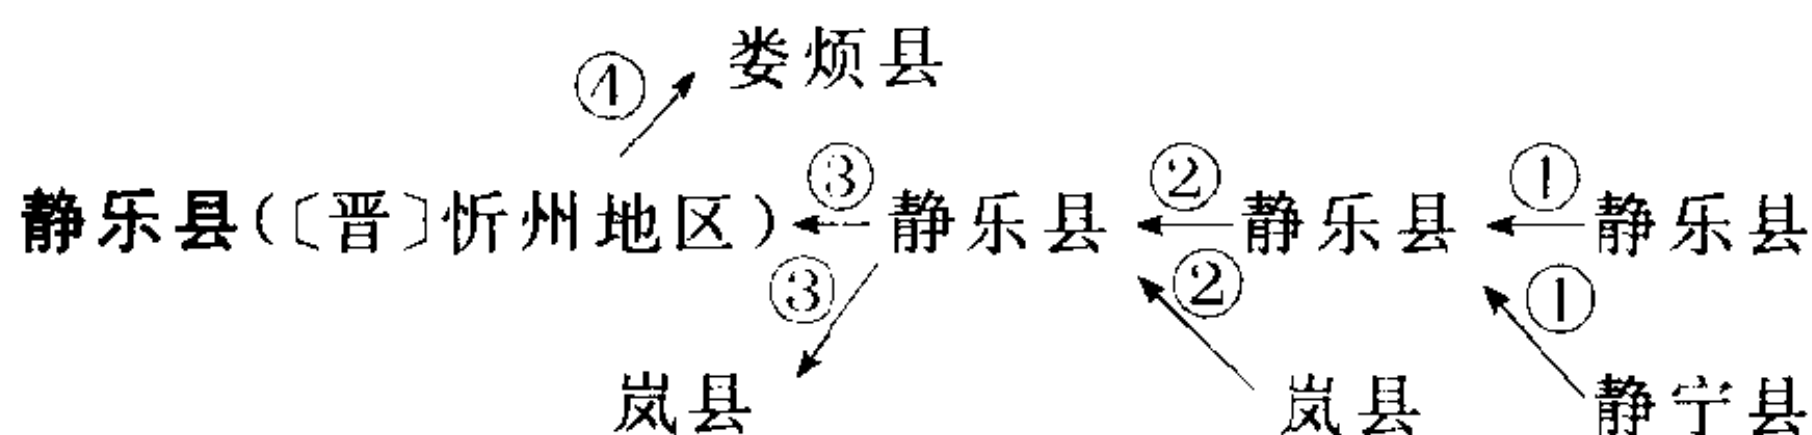 ④ 娄烦县
静乐县(〔晋〕忻州地区) ③ 静乐县 ② 静乐县 ① 静乐县
③ ② ①
岚县 岚县 静宁县